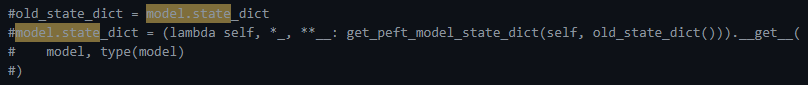 #old_state_dict = model.state_dict
#model.state_dict = (lambda self, *_, **__: get_peft_model_state_dict(self, old_state_dict())).__get__(
#    model, type(model)
#)